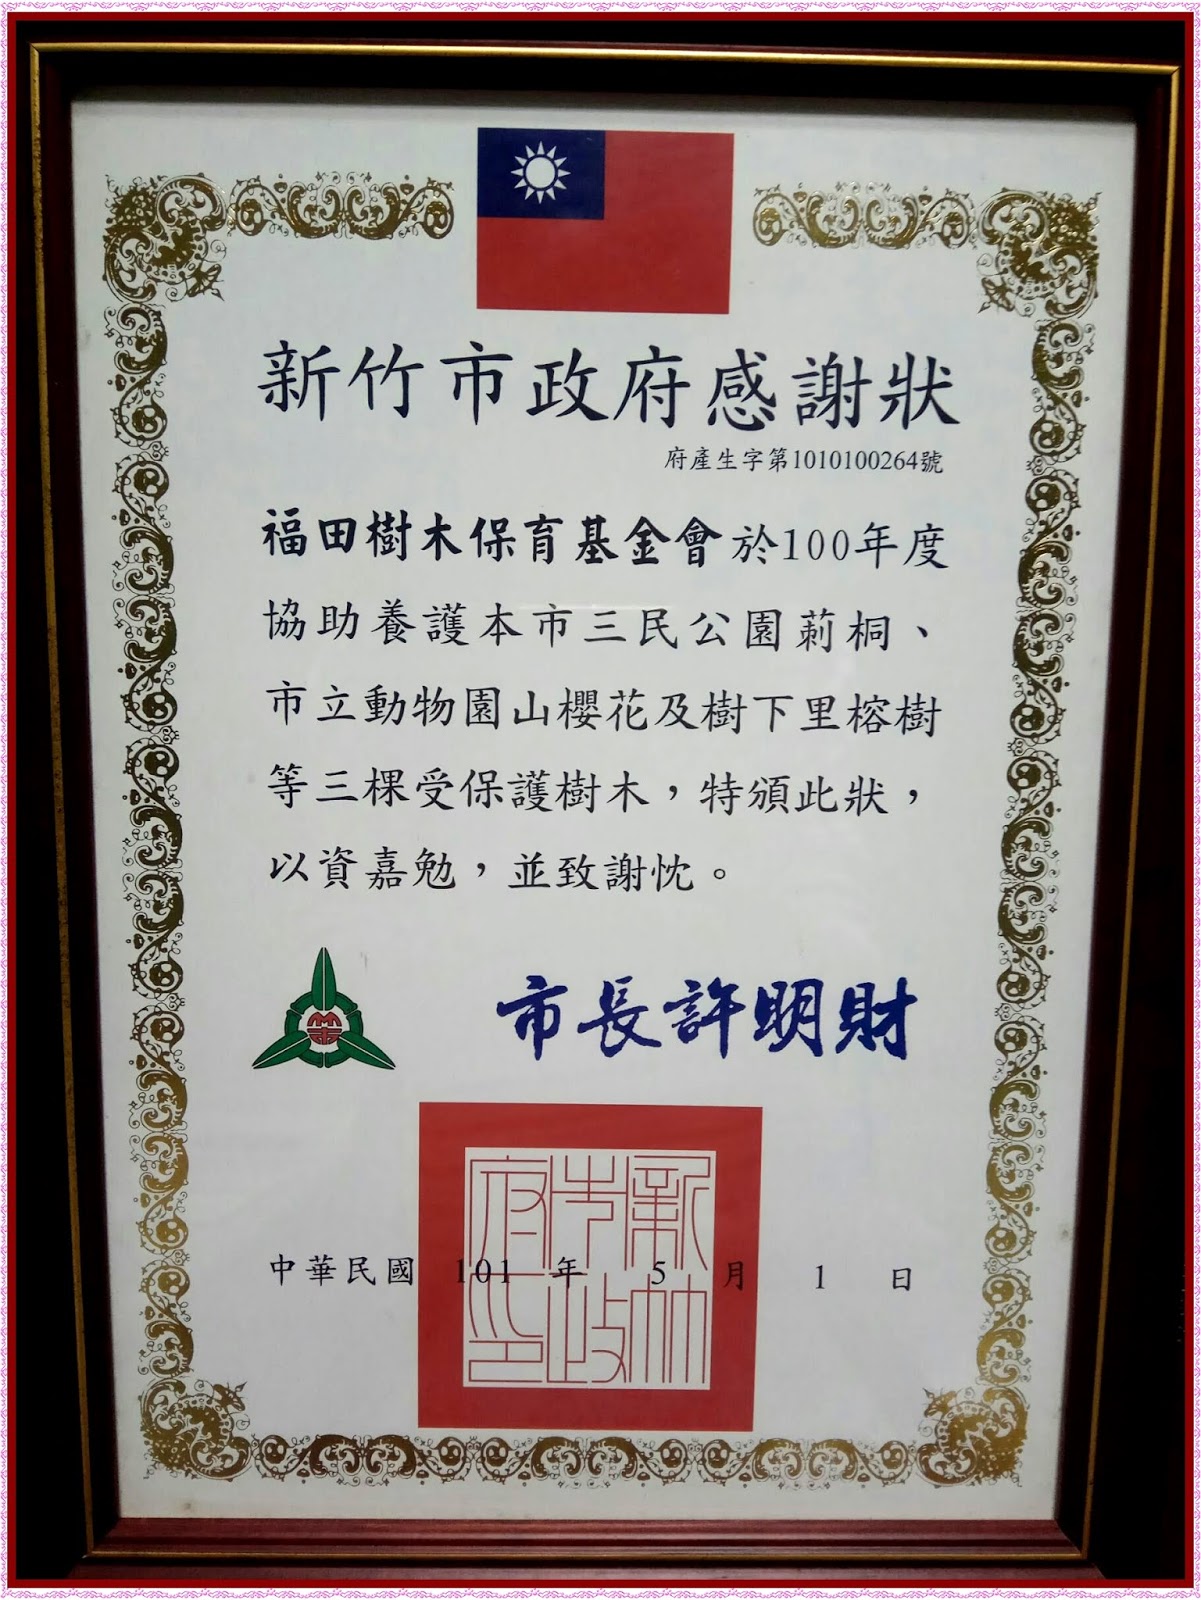 新竹市政府感謝狀
府產生字第1010100264號
福田樹木保育基金會於100年度
協助養護本市三民公園莿桐、
市立動物園山櫻花及樹下里榕樹
等三棵受保護樹木，特頒此狀，
以資嘉勉，並致謝忱。
市長許明財
新竹市政府印
中華民國 101 年 5 月 1 日